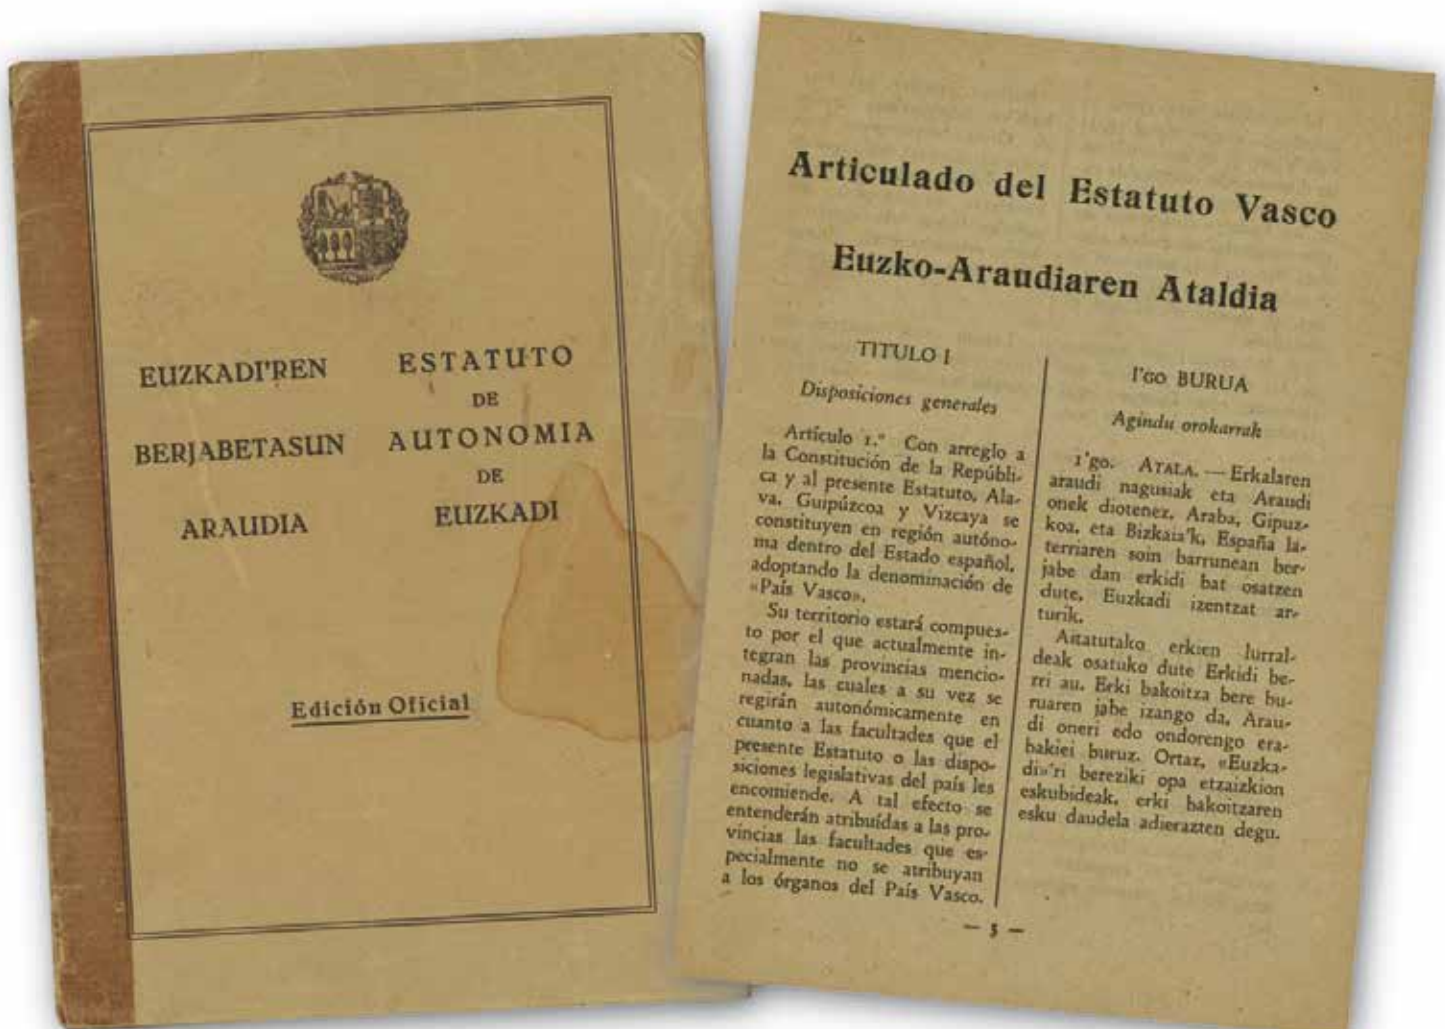 EUZKADI'REN
BERJABETASUN
ARAUDIA
ESTATUTO
DE
AUTONOMIA
DE
EUZKADI
Edición Oficial
Articulado del Estatuto Vasco
Euzko-Araudiaren Ataldia
TITULO I
Disposiciones generales
Artículo 1.º Con arreglo a
la Constitución de la Repúbli-
ca y al presente Estatuto, Ala-
va, Guipúzcoa y Vizcaya se
constituyen en región autóno-
ma dentro del Estado español,
adoptando la denominación de
«País Vasco».
Su territorio estará compues-
to por el que actualmente in-
tegran las provincias mencio-
nadas, las cuales a su vez se
regirán autonómicamente en
cuanto a las facultades que el
presente Estatuto o las dispo-
siciones legislativas del país les
encomiende. A tal efecto se
entenderán atribuídas a las pro-
vincias las facultades que es-
pecialmente no se atribuyan
a los órganos del País Vasco.
I'GO BURUA
Agindu orokarrak
1'go. ATALA. — Erkalaren
araudi nagusiak eta Araudi
onek diotenez, Araba, Gipuz-
koa, eta Bizkaia'k, España la-
terriaren soin barrunean ber-
jabe dan erkidi bat osatzen
dute, Euzkadi izentzat ar-
turik.
Aitatutako erkien lurral-
deak osatuko dute Erkidi be-
rri au. Erki bakoitza bere bu-
ruaren jabe izango da, Arau-
di oneri edo ondorengo era-
bakiei buruz. Ortaz, «Euzka-
di»'ri bereziki opa etzaizkion
eskubideak, erki bakoitzaren
esku daudela adierazten degu.
— 5 —